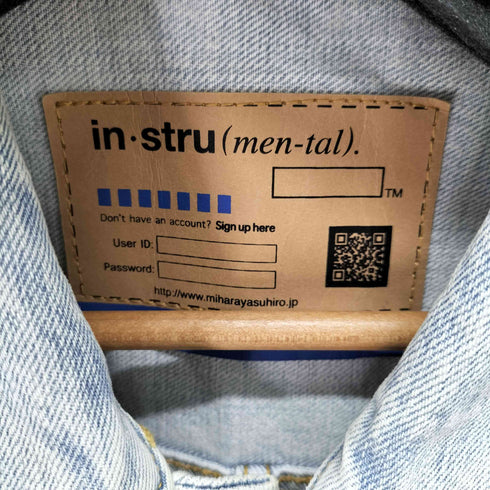 in·stru (men-tal).
TM
Don't have an account? Sign up here
User ID:
Password:
http://www.miharayasuhiro.jp